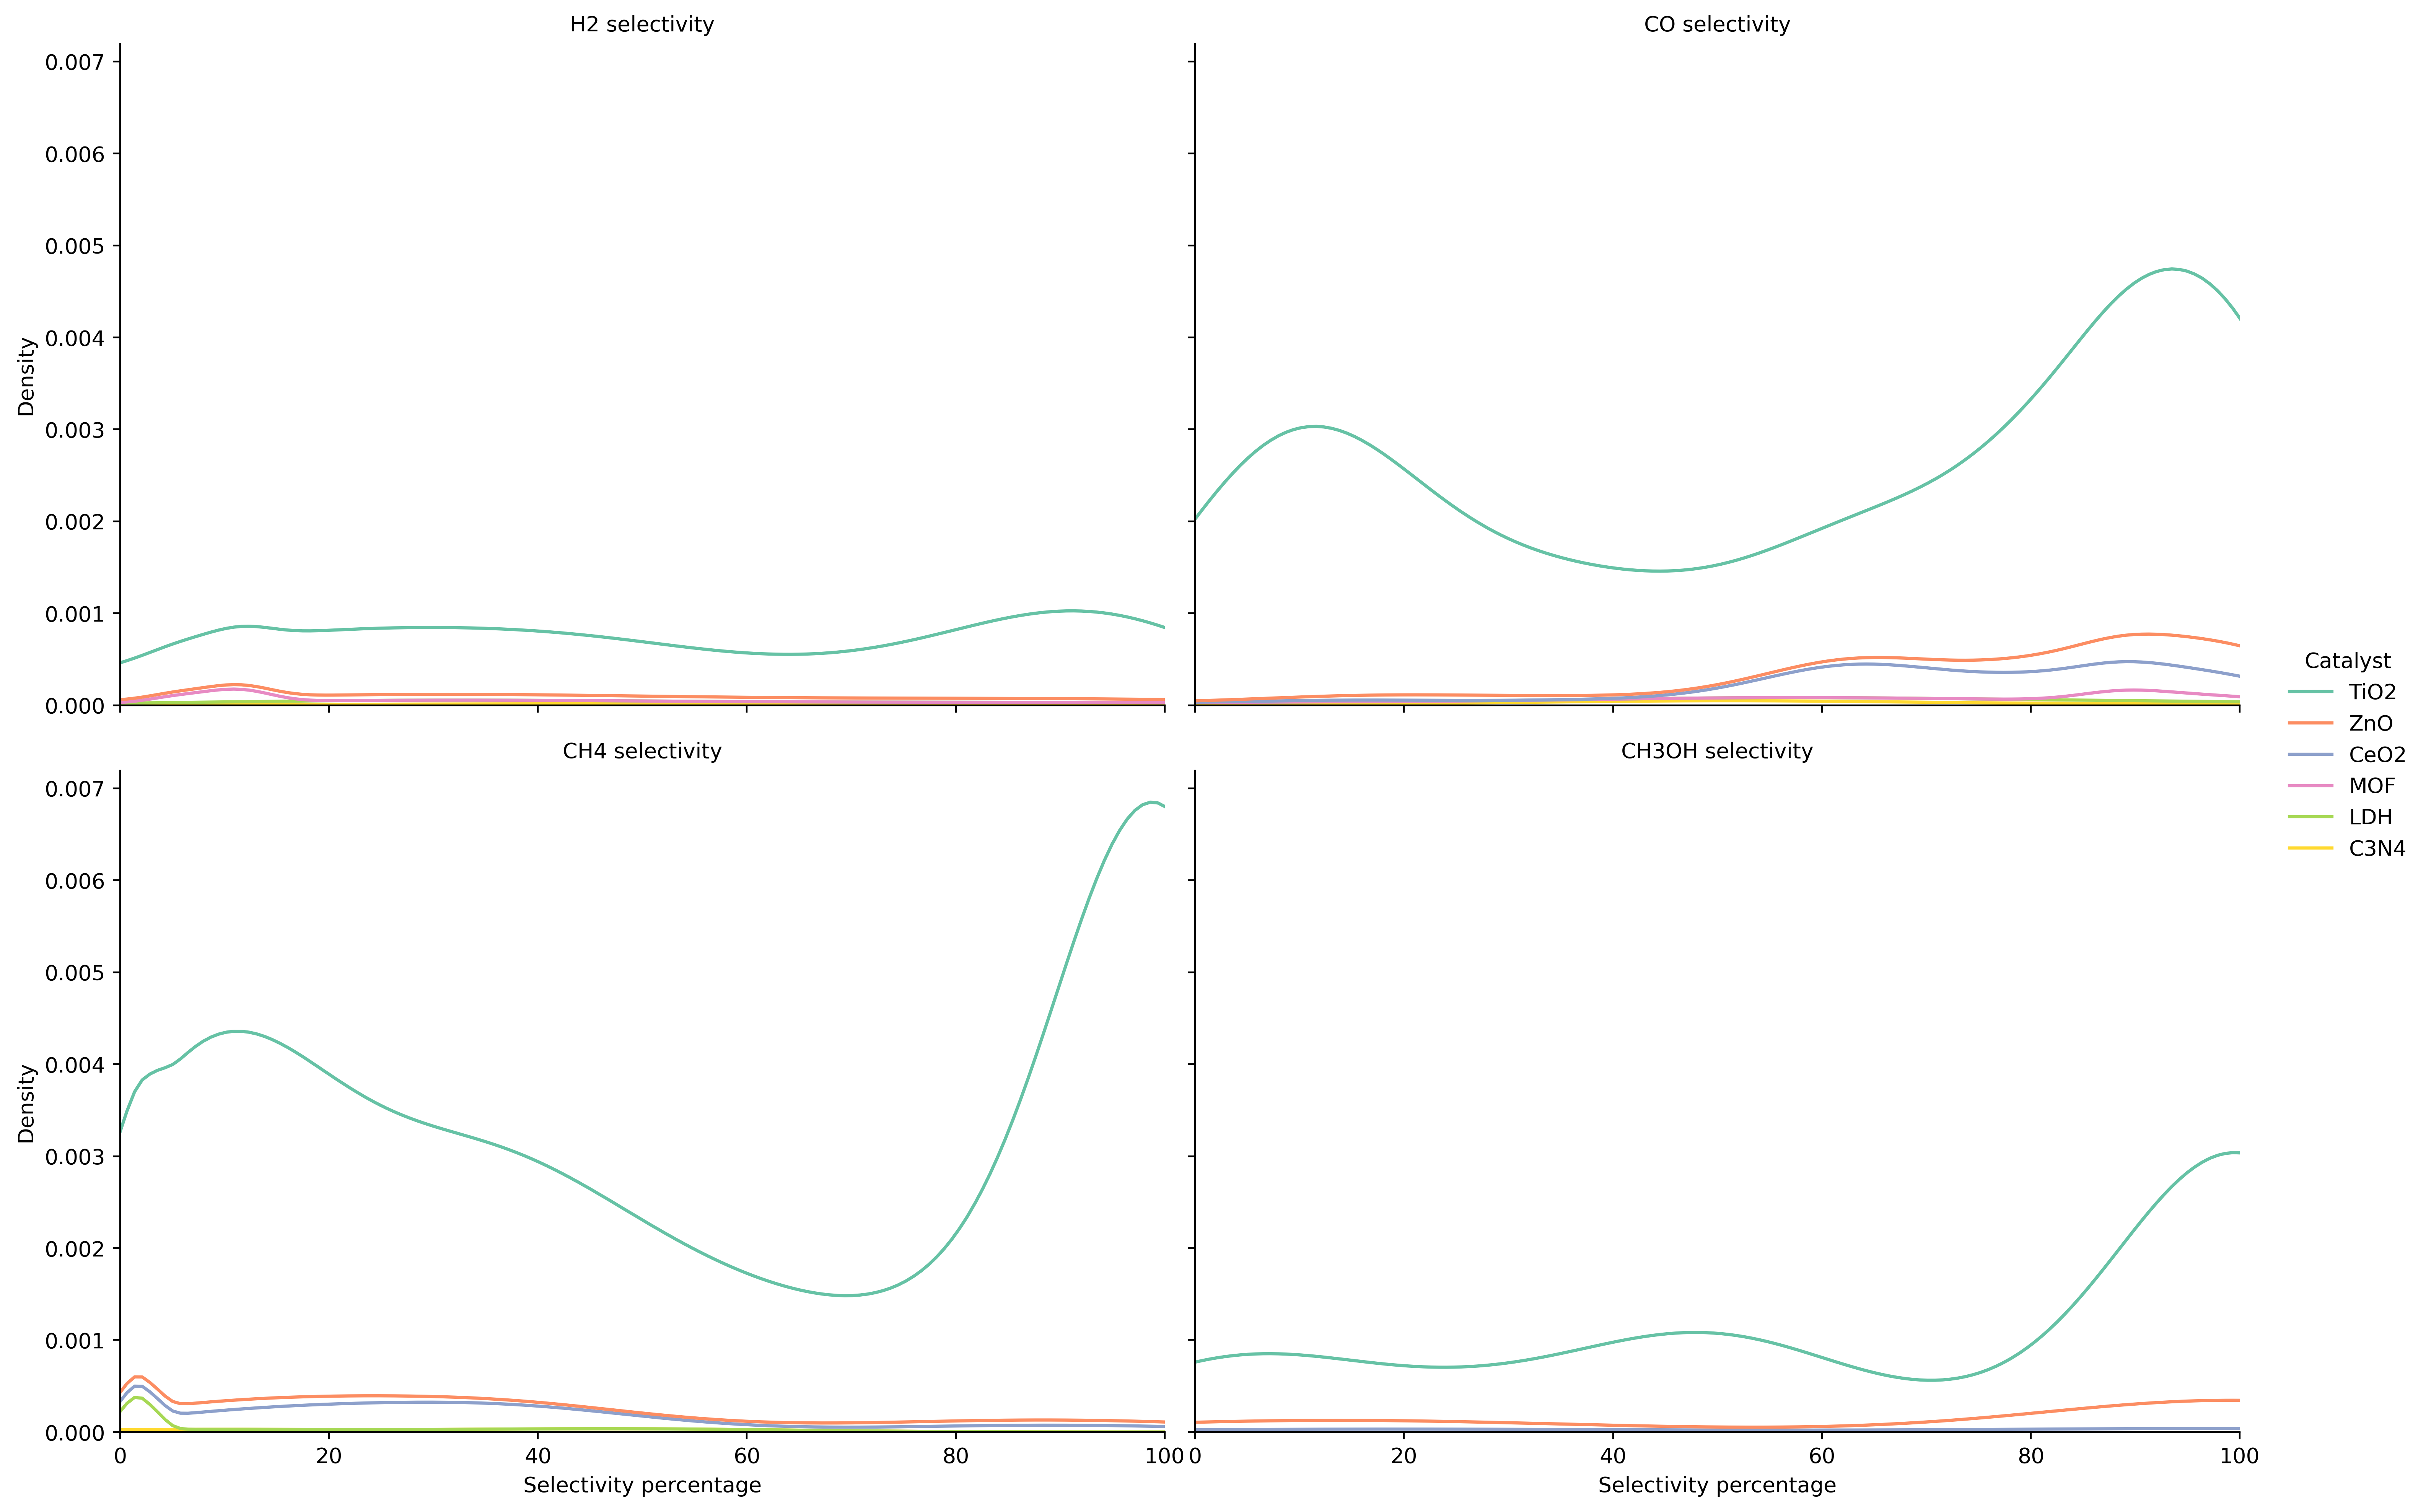 H2 selectivity
CO selectivity
0.007
0.006
0.005
0.004
0.003
0.002
0.001
0.000
Density
CH4 selectivity
CH3OH selectivity
0.007
0.006
0.005
0.004
0.003
0.002
0.001
0.000
Density
0 20 40 60 80 100
0 20 40 60 80 100
Selectivity percentage
Selectivity percentage
Catalyst
TiO2
ZnO
CeO2
MOF
LDH
C3N4